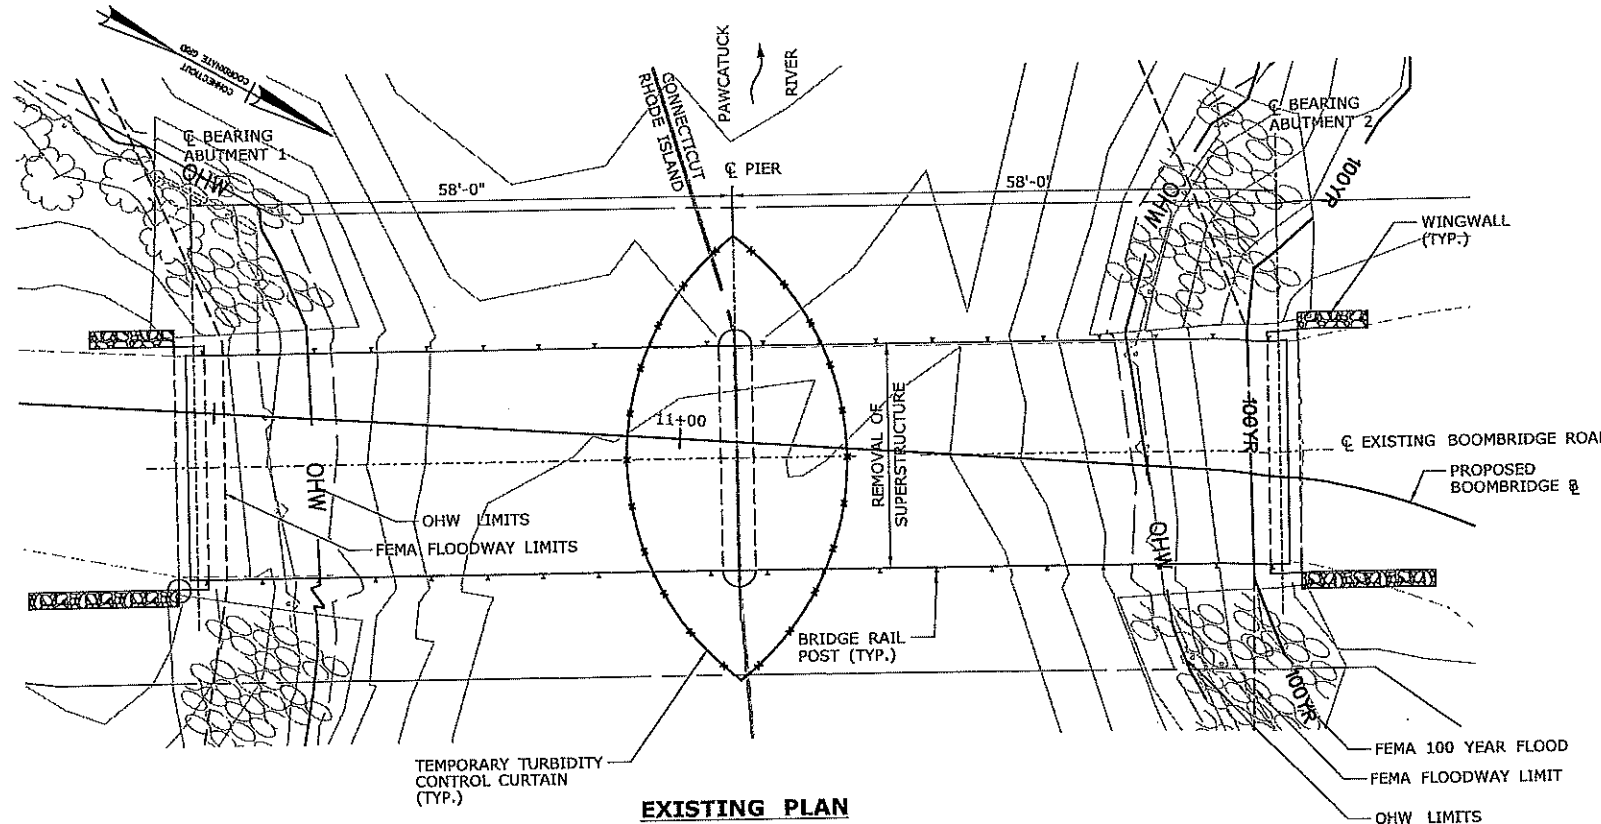 CONNECTICUT
COORDINATE GRID
℄ BEARING
ABUTMENT 1
OHW
58'-0"
CONNECTICUT
RHODE ISLAND
PAWCATUCK
RIVER
℄ PIER
58'-0"
℄ BEARING
ABUTMENT 2
OHW
100YR
WINGWALL
(TYP.)
11+00
REMOVAL OF
SUPERSTRUCTURE
100YR
℄ EXISTING BOOMBRIDGE ROA
PROPOSED
BOOMBRIDGE ℄
OHW
OHW LIMITS
FEMA FLOODWAY LIMITS
OHW
BRIDGE RAIL
POST (TYP.)
100YR
TEMPORARY TURBIDITY
CONTROL CURTAIN
(TYP.)
FEMA 100 YEAR FLOOD
FEMA FLOODWAY LIMIT
OHW LIMITS
EXISTING PLAN